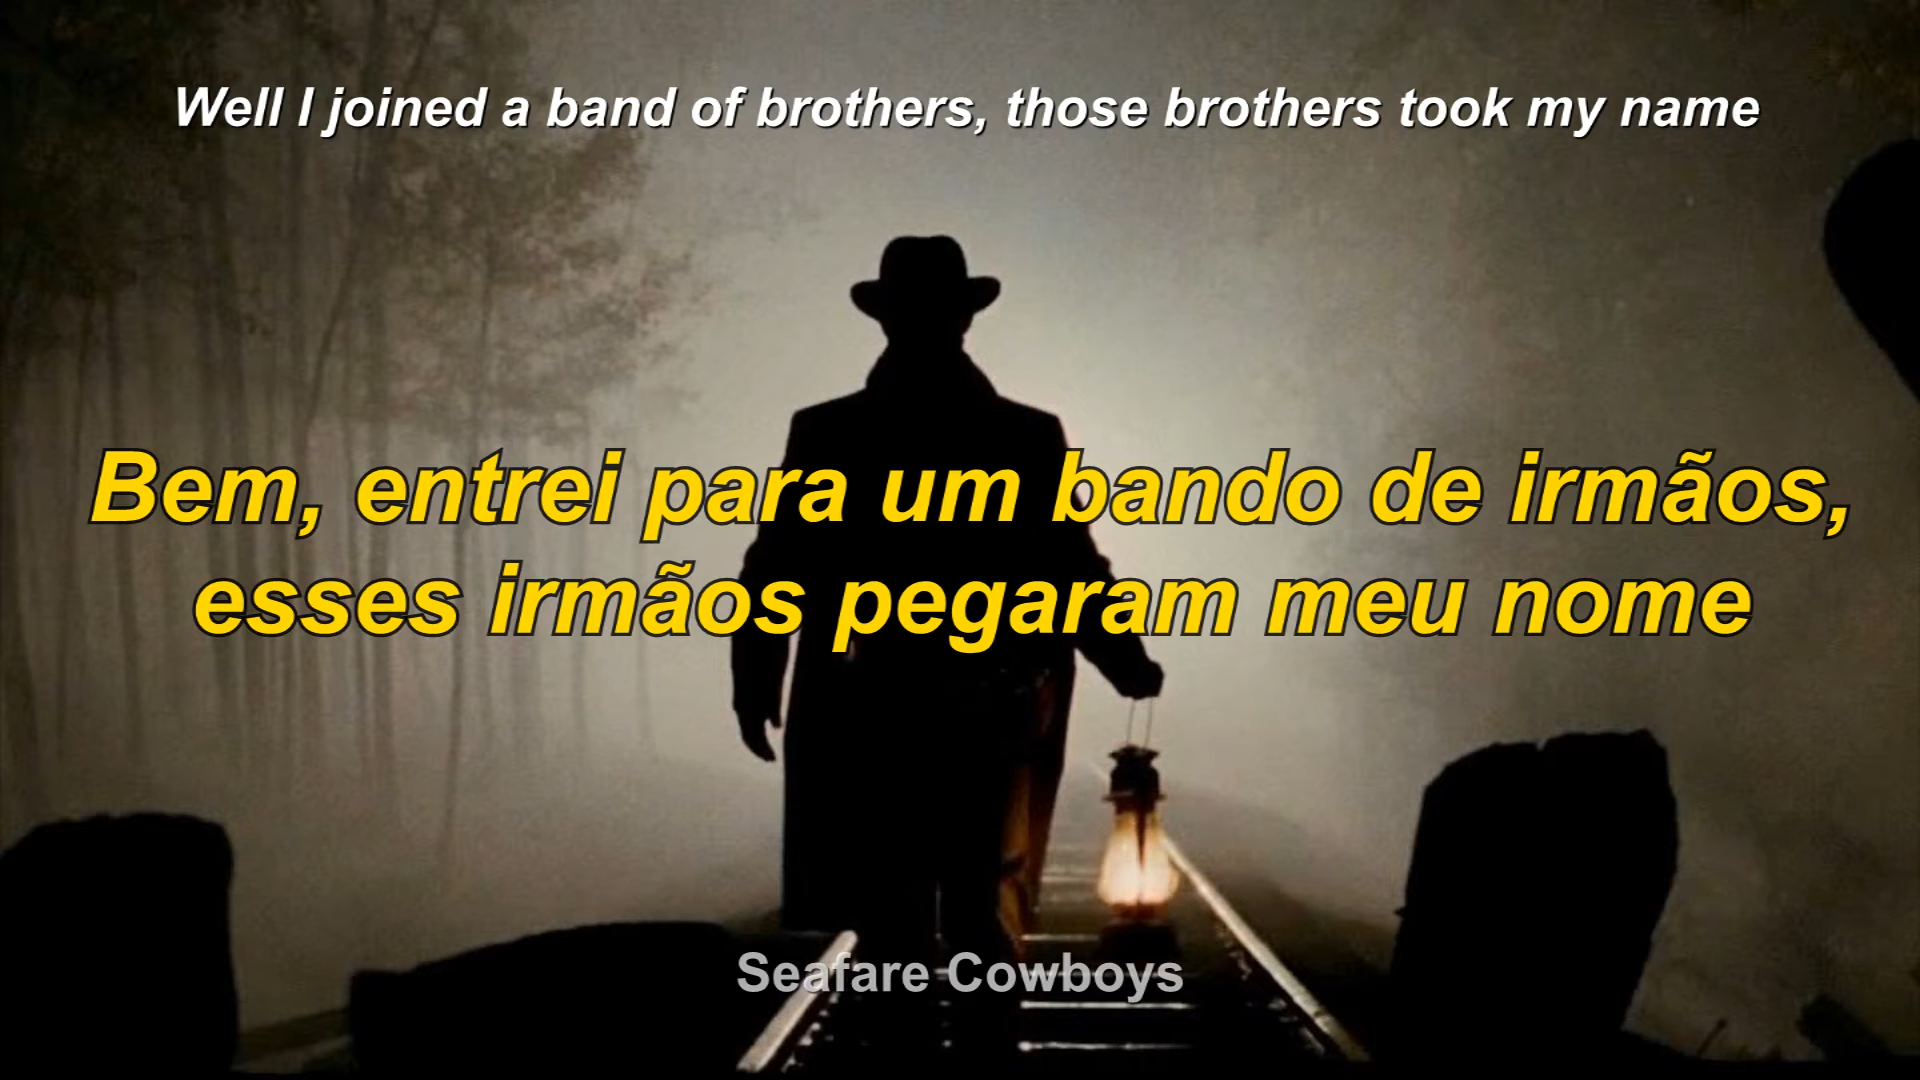 Well I joined a band of brothers, those brothers took my name
Bem, entrei para um bando de irmãos,
esses irmãos pegaram meu nome
Seafare Cowboys